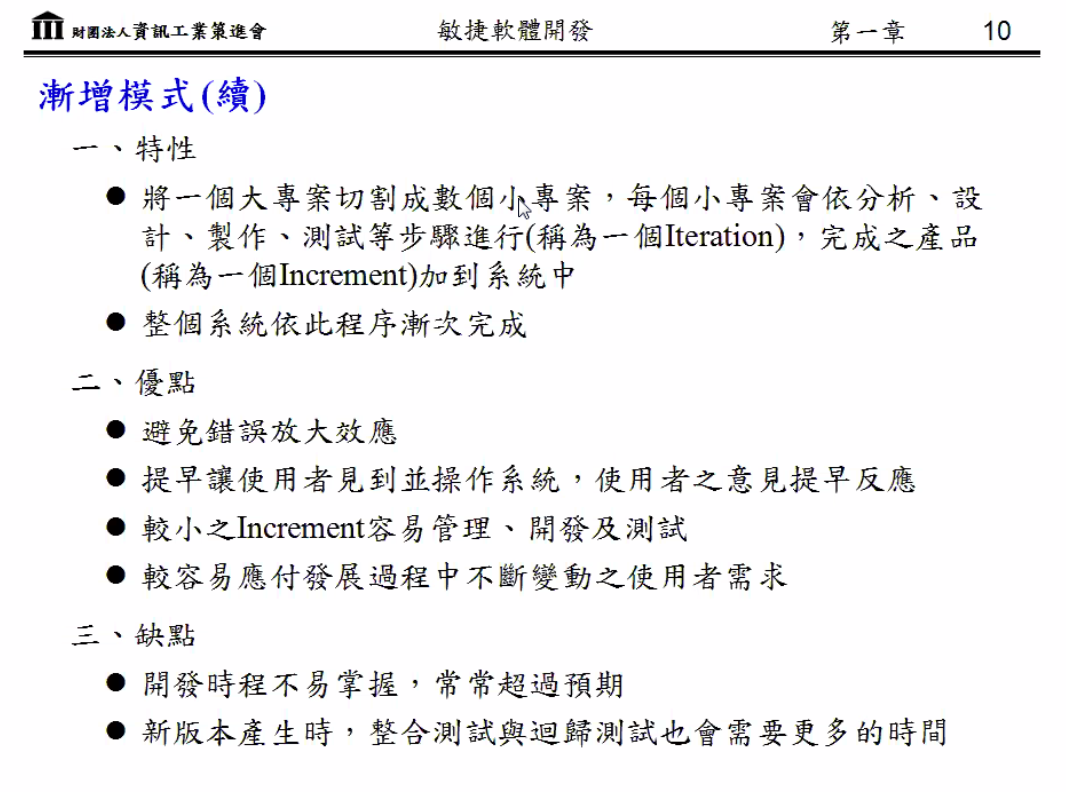 財團法人資訊工業策進會 敏捷軟體開發 第一章 10
漸增模式(續)
一、特性
● 將一個大專案切割成數個小專案，每個小專案會依分析、設
計、製作、測試等步驟進行(稱為一個Iteration)，完成之產品
(稱為一個Increment)加到系統中
● 整個系統依此程序漸次完成
二、優點
● 避免錯誤放大效應
● 提早讓使用者見到並操作系統，使用者之意見提早反應
● 較小之Increment容易管理、開發及測試
● 較容易應付發展過程中不斷變動之使用者需求
三、缺點
● 開發時程不易掌握，常常超過預期
● 新版本產生時，整合測試與迴歸測試也會需要更多的時間